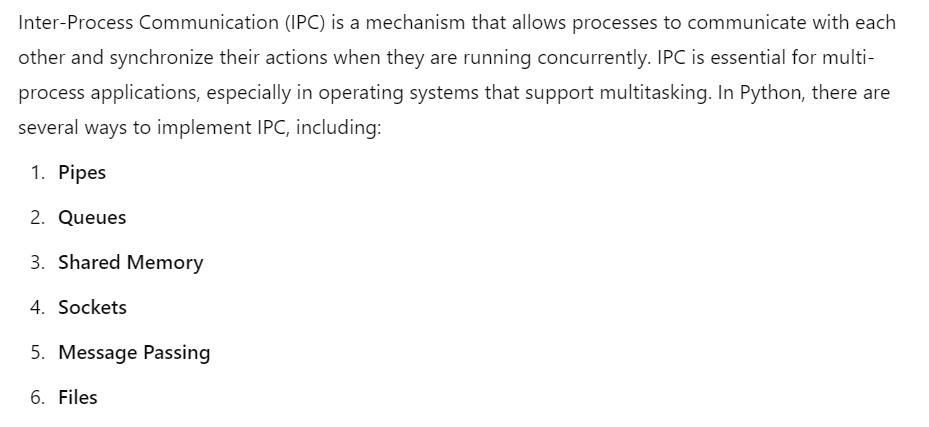 Inter-Process Communication (IPC) is a mechanism that allows processes to communicate with each
other and synchronize their actions when they are running concurrently. IPC is essential for multi-
process applications, especially in operating systems that support multitasking. In Python, there are
several ways to implement IPC, including:
1. Pipes
2. Queues
3. Shared Memory
4. Sockets
5. Message Passing
6. Files